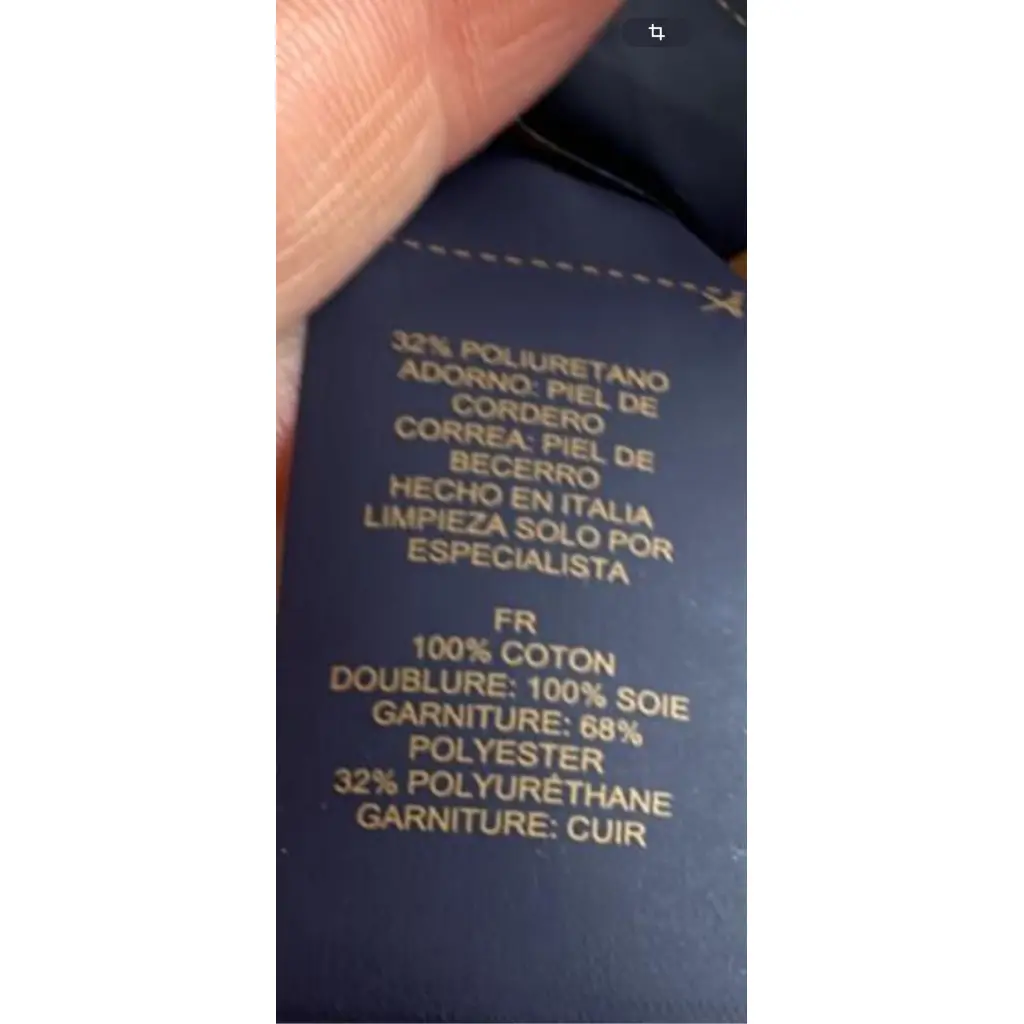 32% POLIURETANO
ADORNO: PIEL DE
CORDERO
CORREA: PIEL DE
BECERRO
HECHO EN ITALIA
LIMPIEZA SOLO POR
ESPECIALISTA
FR
100% COTON
DOUBLURE: 100% SOIE
GARNITURE: 68%
POLYESTER
32% POLYURÉTHANE
GARNITURE: CUIR